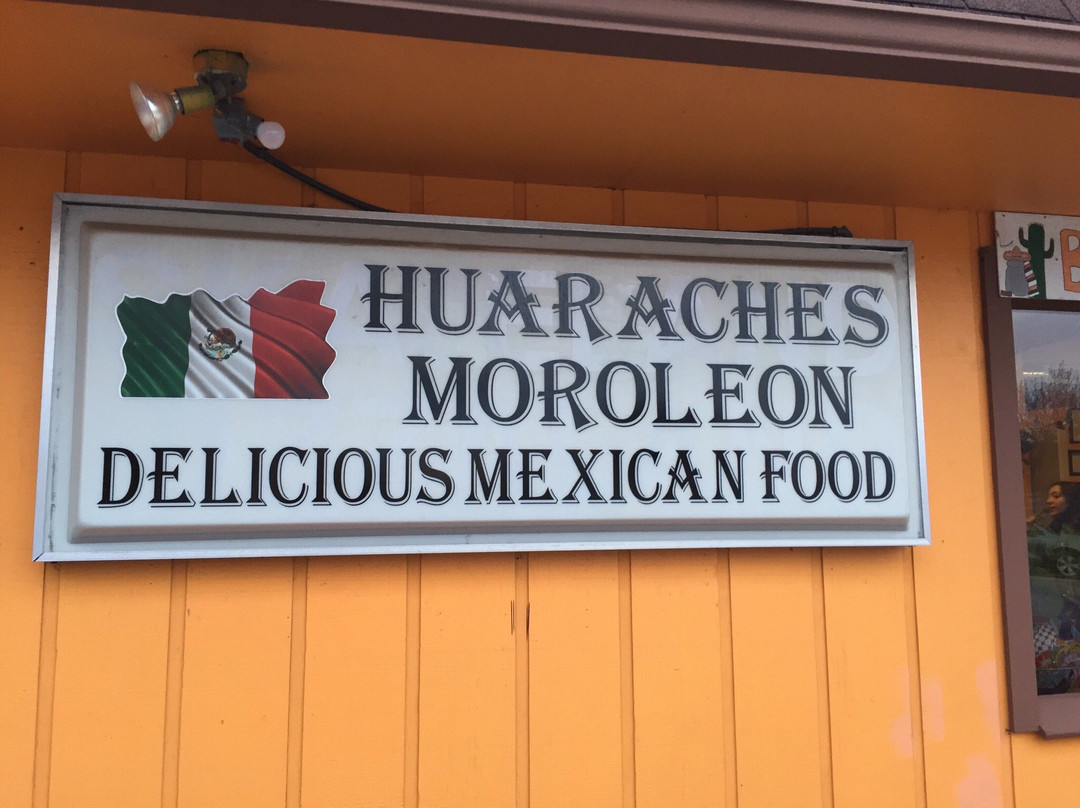 HUARACHES
MOROLEON
DELICIOUS MEXICAN FOOD